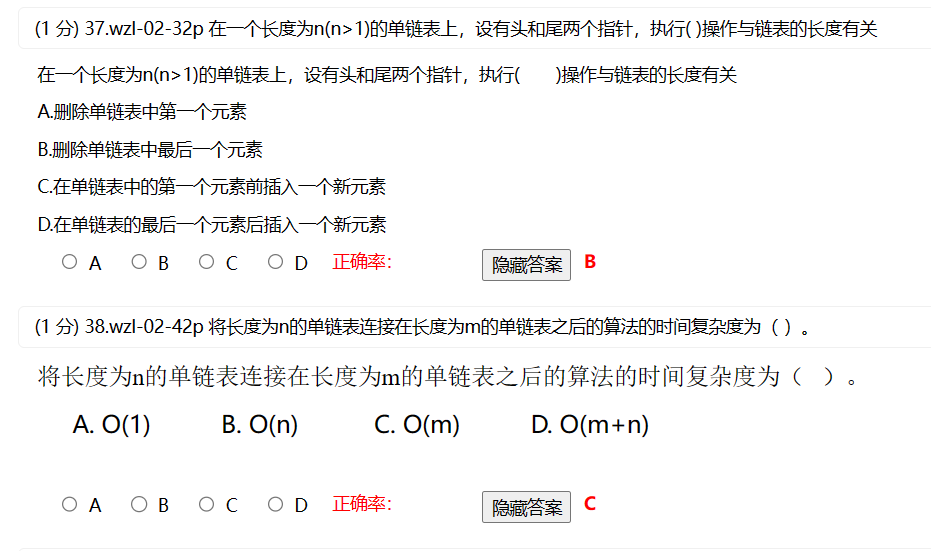 (1 分) 37.wzl-02-32p 在一个长度为n(n>1)的单链表上，设有头和尾两个指针，执行( )操作与链表的长度有关
在一个长度为n(n>1)的单链表上，设有头和尾两个指针，执行(　　)操作与链表的长度有关
A.删除单链表中第一个元素
B.删除单链表中最后一个元素
C.在单链表中的第一个元素前插入一个新元素
D.在单链表的最后一个元素后插入一个新元素
A B C D 正确率: 隐藏答案 B
(1 分) 38.wzl-02-42p 将长度为n的单链表连接在长度为m的单链表之后的算法的时间复杂度为（ ）。
将长度为n的单链表连接在长度为m的单链表之后的算法的时间复杂度为（ ）。
A. O(1) B. O(n) C. O(m) D. O(m+n)
A B C D 正确率: 隐藏答案 C